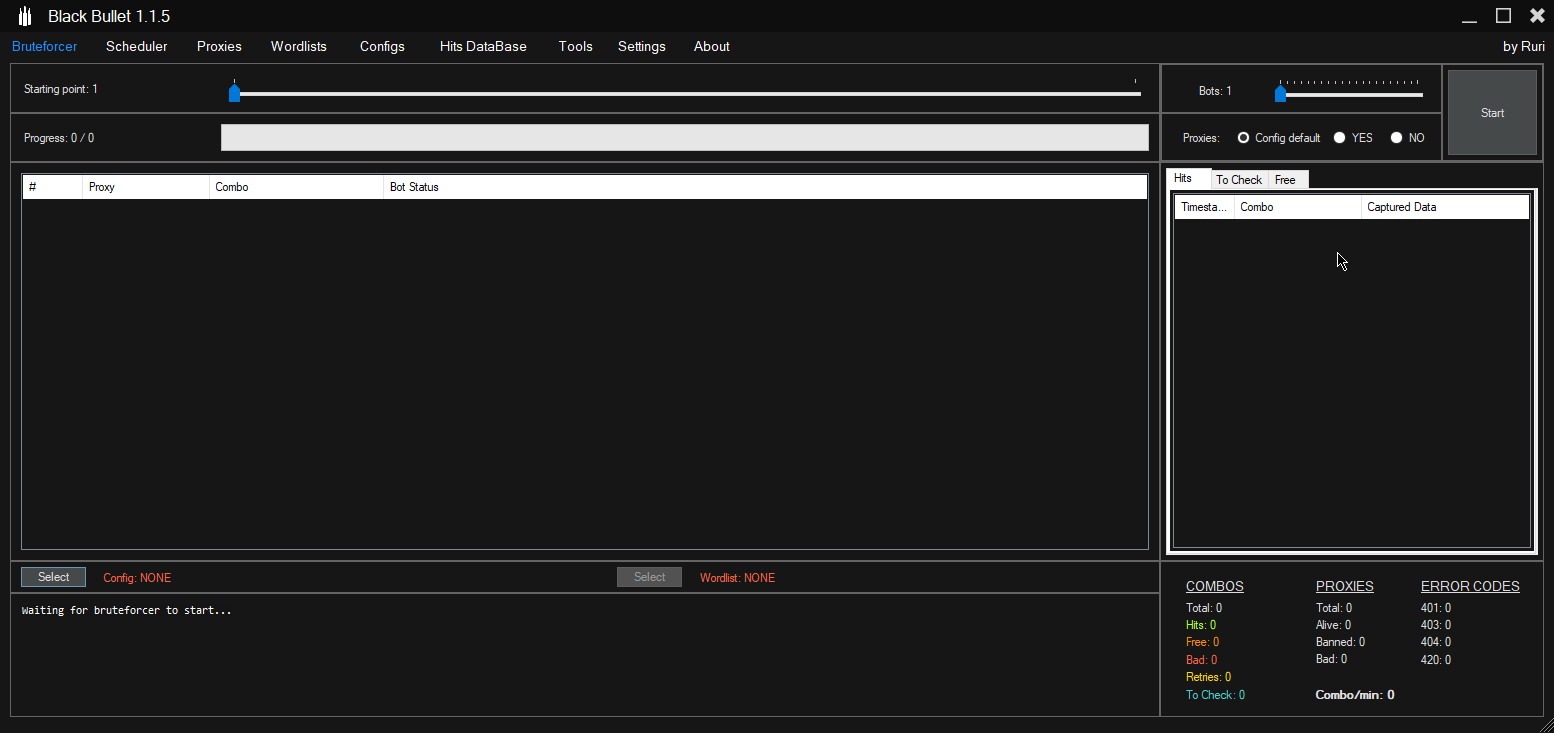 Black Bullet 1.1.5
Bruteforcer Scheduler Proxies Wordlists Configs Hits DataBase Tools Settings About by Ruri
Starting point: 1
Bots: 1
Start
Progress: 0 / 0
Proxies: Config default YES NO
# Proxy Combo Bot Status
Hits To Check Free
Timesta... Combo Captured Data
Select Config: NONE Select Wordlist: NONE
Waiting for bruteforcer to start...
COMBOS
Total: 0
Hits: 0
Free: 0
Bad: 0
Retries: 0
To Check: 0
PROXIES
Total: 0
Alive: 0
Banned: 0
Bad: 0
Combo/min: 0
ERROR CODES
401: 0
403: 0
404: 0
420: 0